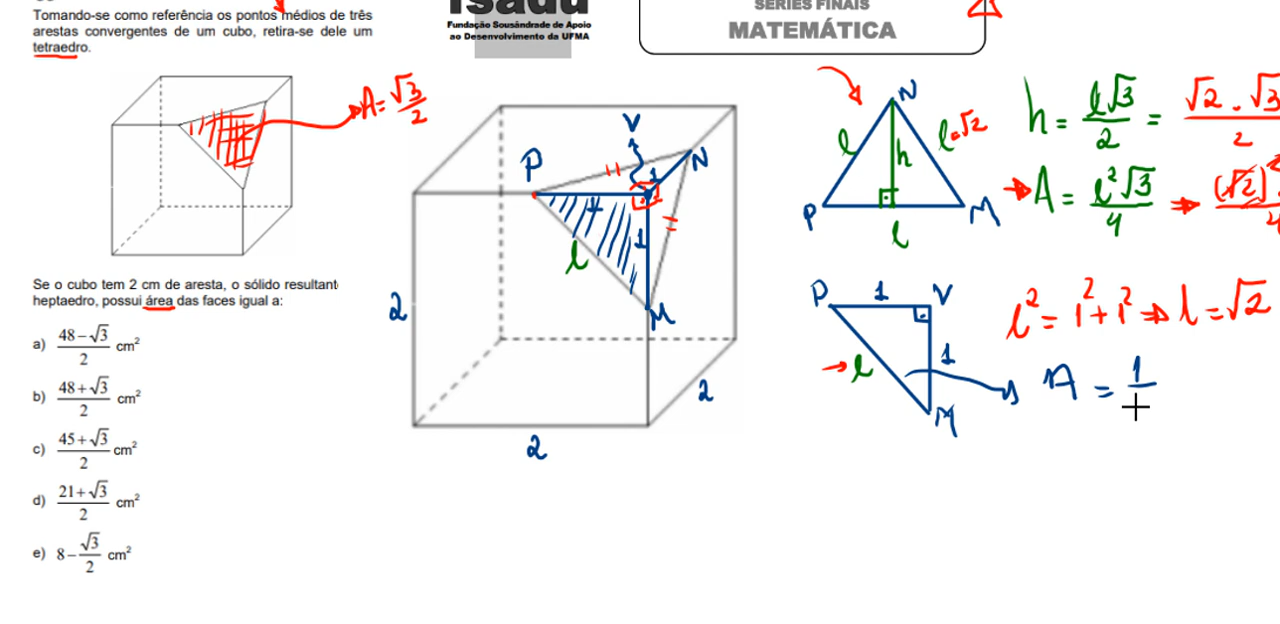 Tomando-se como referência os pontos médios de três
arestas convergentes de um cubo, retira-se dele um
tetraedro.
A = √3/2
Se o cubo tem 2 cm de aresta, o sólido resultant
heptaedro, possui área das faces igual a:
a) (48 − √3)/2 cm²
b) (48 + √3)/2 cm²
c) (45 + √3)/2 cm²
d) (21 + √3)/2 cm²
e) 8 − √3/2 cm²
Fundação Sousândrade de Apoio
ao Desenvolvimento da UFMA
SÉRIES FINAIS
MATEMÁTICA
V
P
N
1
1
1
l
M
2
2
2
N
l
h
l = √2
P
M
l
h = l√3/2 = √2 . √3/2
A = l²√3/4 ⇒ (√2)²
P 1 V
l
1
M
l² = 1² + 1² ⇒ l = √2
A = 1